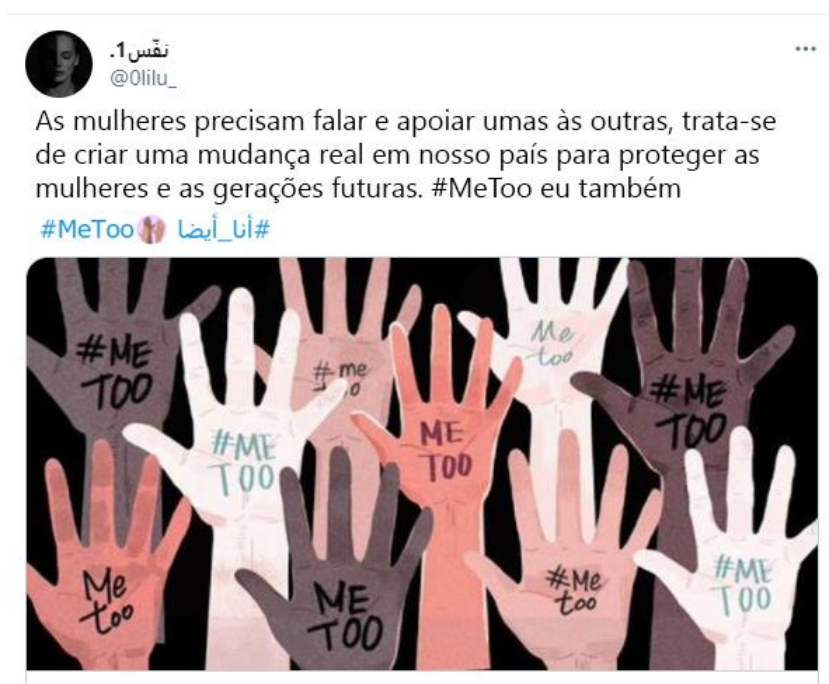 نفّس1.
@0lilu_
As mulheres precisam falar e apoiar umas às outras, trata-se
de criar uma mudança real em nosso país para proteger as
mulheres e as gerações futuras. #MeToo eu também
#MeToo #أنا_أيضا
#ME
TOO
#me
Me
too
#ME
TOO
#ME
TOO
ME
TOO
Me
too
ME
TOO
#Me
too
#ME
TOO